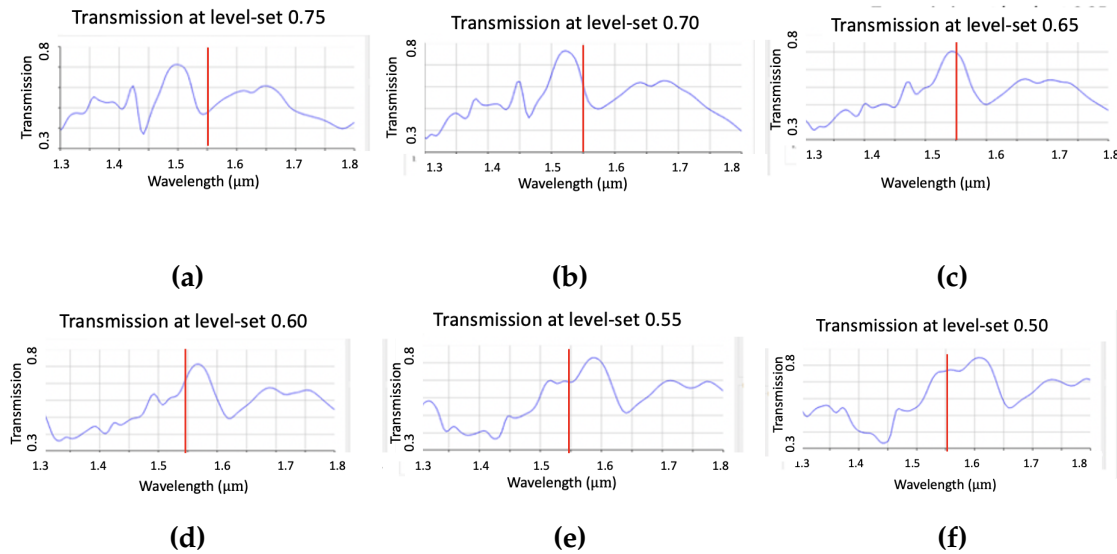 Transmission at level-set 0.75
0.8
Transmission
0.3
1.3 1.4 1.5 1.6 1.7 1.8
Wavelength (μm)
(a)
Transmission at level-set 0.70
0.8
Transmission
0.3
1.3 1.4 1.5 1.6 1.7 1.8
Wavelength (μm)
(b)
Transmission at level-set 0.65
0.8
Transmission
0.3
1.3 1.4 1.5 1.6 1.7 1.8
Wavelength (μm)
(c)
Transmission at level-set 0.60
0.8
Transmission
0.3
1.3 1.4 1.5 1.6 1.7 1.8
Wavelength (μm)
(d)
Transmission at level-set 0.55
0.8
Transmission
0.3
1.3 1.4 1.5 1.6 1.7 1.8
Wavelength (μm)
(e)
Transmission at level-set 0.50
0.8
Transmission
0.3
1.3 1.4 1.5 1.6 1.7 1.8
Wavelength (μm)
(f)